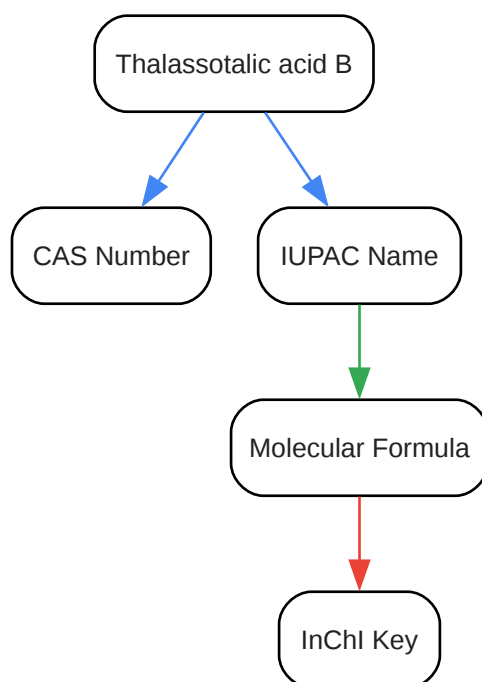 Thalassotalic acid B
CAS Number
IUPAC Name
Molecular Formula
InChI Key